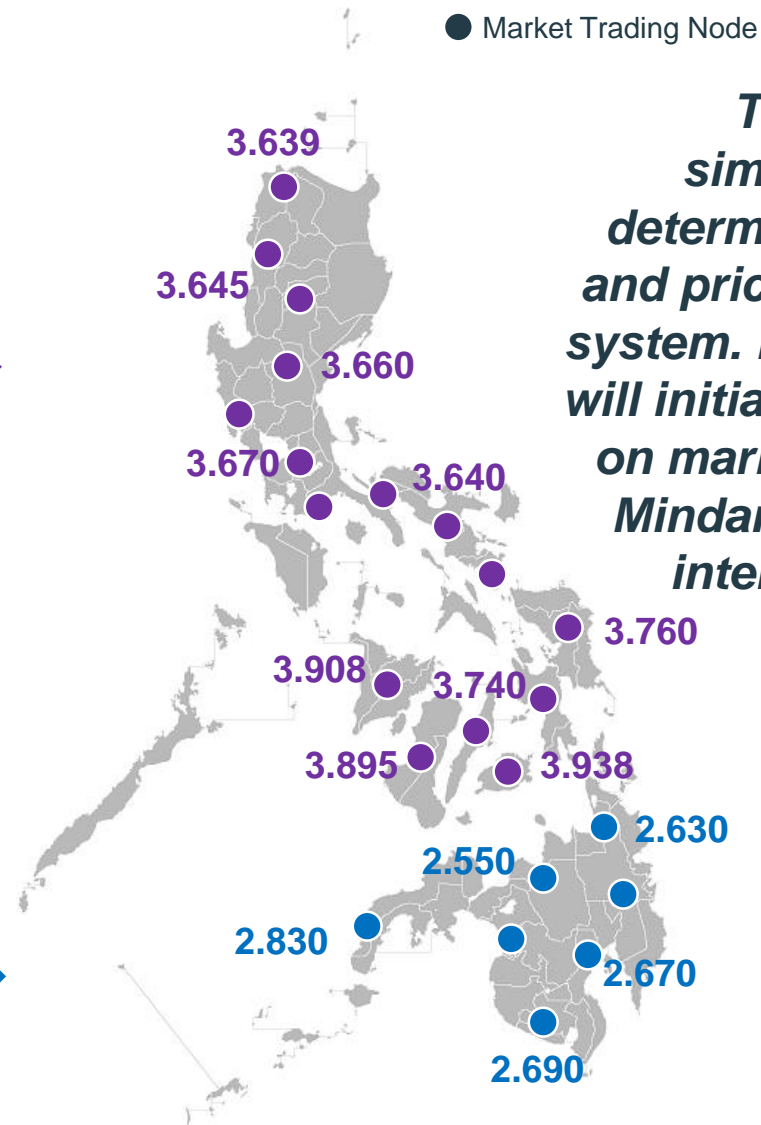 Market Trading Node
3.639
3.645
3.660
3.670
3.640
3.760
3.908
3.740
3.895
3.938
2.630
2.550
2.830
2.670
2.690
T
sim
determ
and pric
system.
will initia
on mar
Mindar
inter